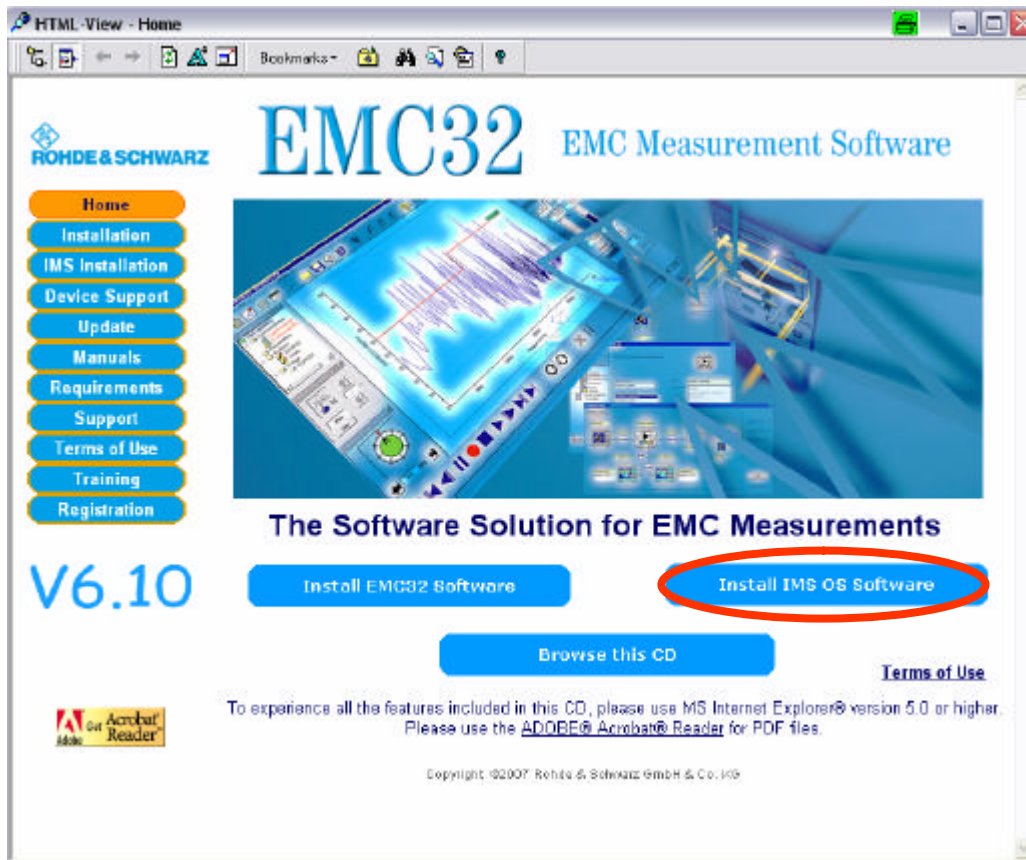 HTML-View - Home
Bookmarks
ROHDE & SCHWARZ
EMC32 EMC Measurement Software
Home
Installation
IMS Installation
Device Support
Update
Manuals
Requirements
Support
Terms of Use
Training
Registration
The Software Solution for EMC Measurements
V6.10
Install EMC32 Software
Install IMS OS Software
Browse this CD
Terms of Use
Get Acrobat®
Adobe Reader
To experience all the features included in this CD, please use MS Internet Explorer® version 5.0 or higher.
Please use the ADOBE® Acrobat® Reader for PDF files.
Copyright ©2007 Rohde & Schwarz GmbH & Co. KG